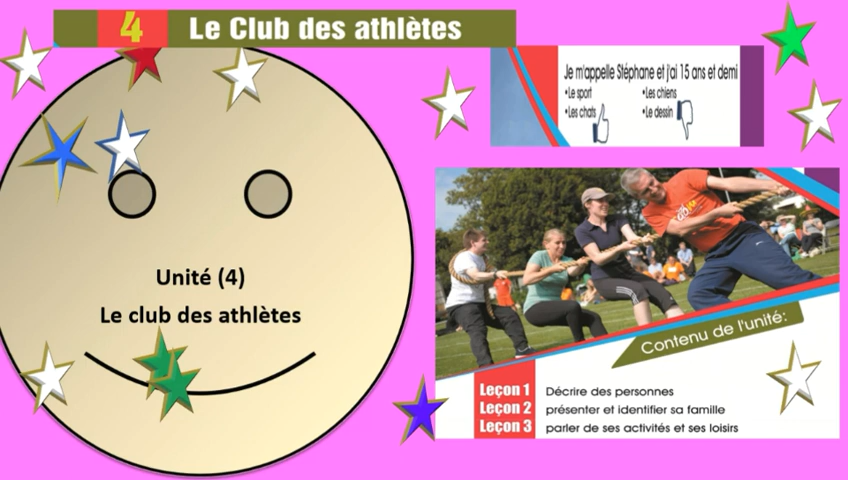 4 Le Club des athlètes
Je m'appelle Stéphane et j'ai 15 ans et demi
•Le sport •Les chiens
•Les chats •Le dessin
Unité (4)
Le club des athlètes
Contenu de l'unité:
Leçon 1 Décrire des personnes
Leçon 2 présenter et identifier sa famille
Leçon 3 parler de ses activités et ses loisirs